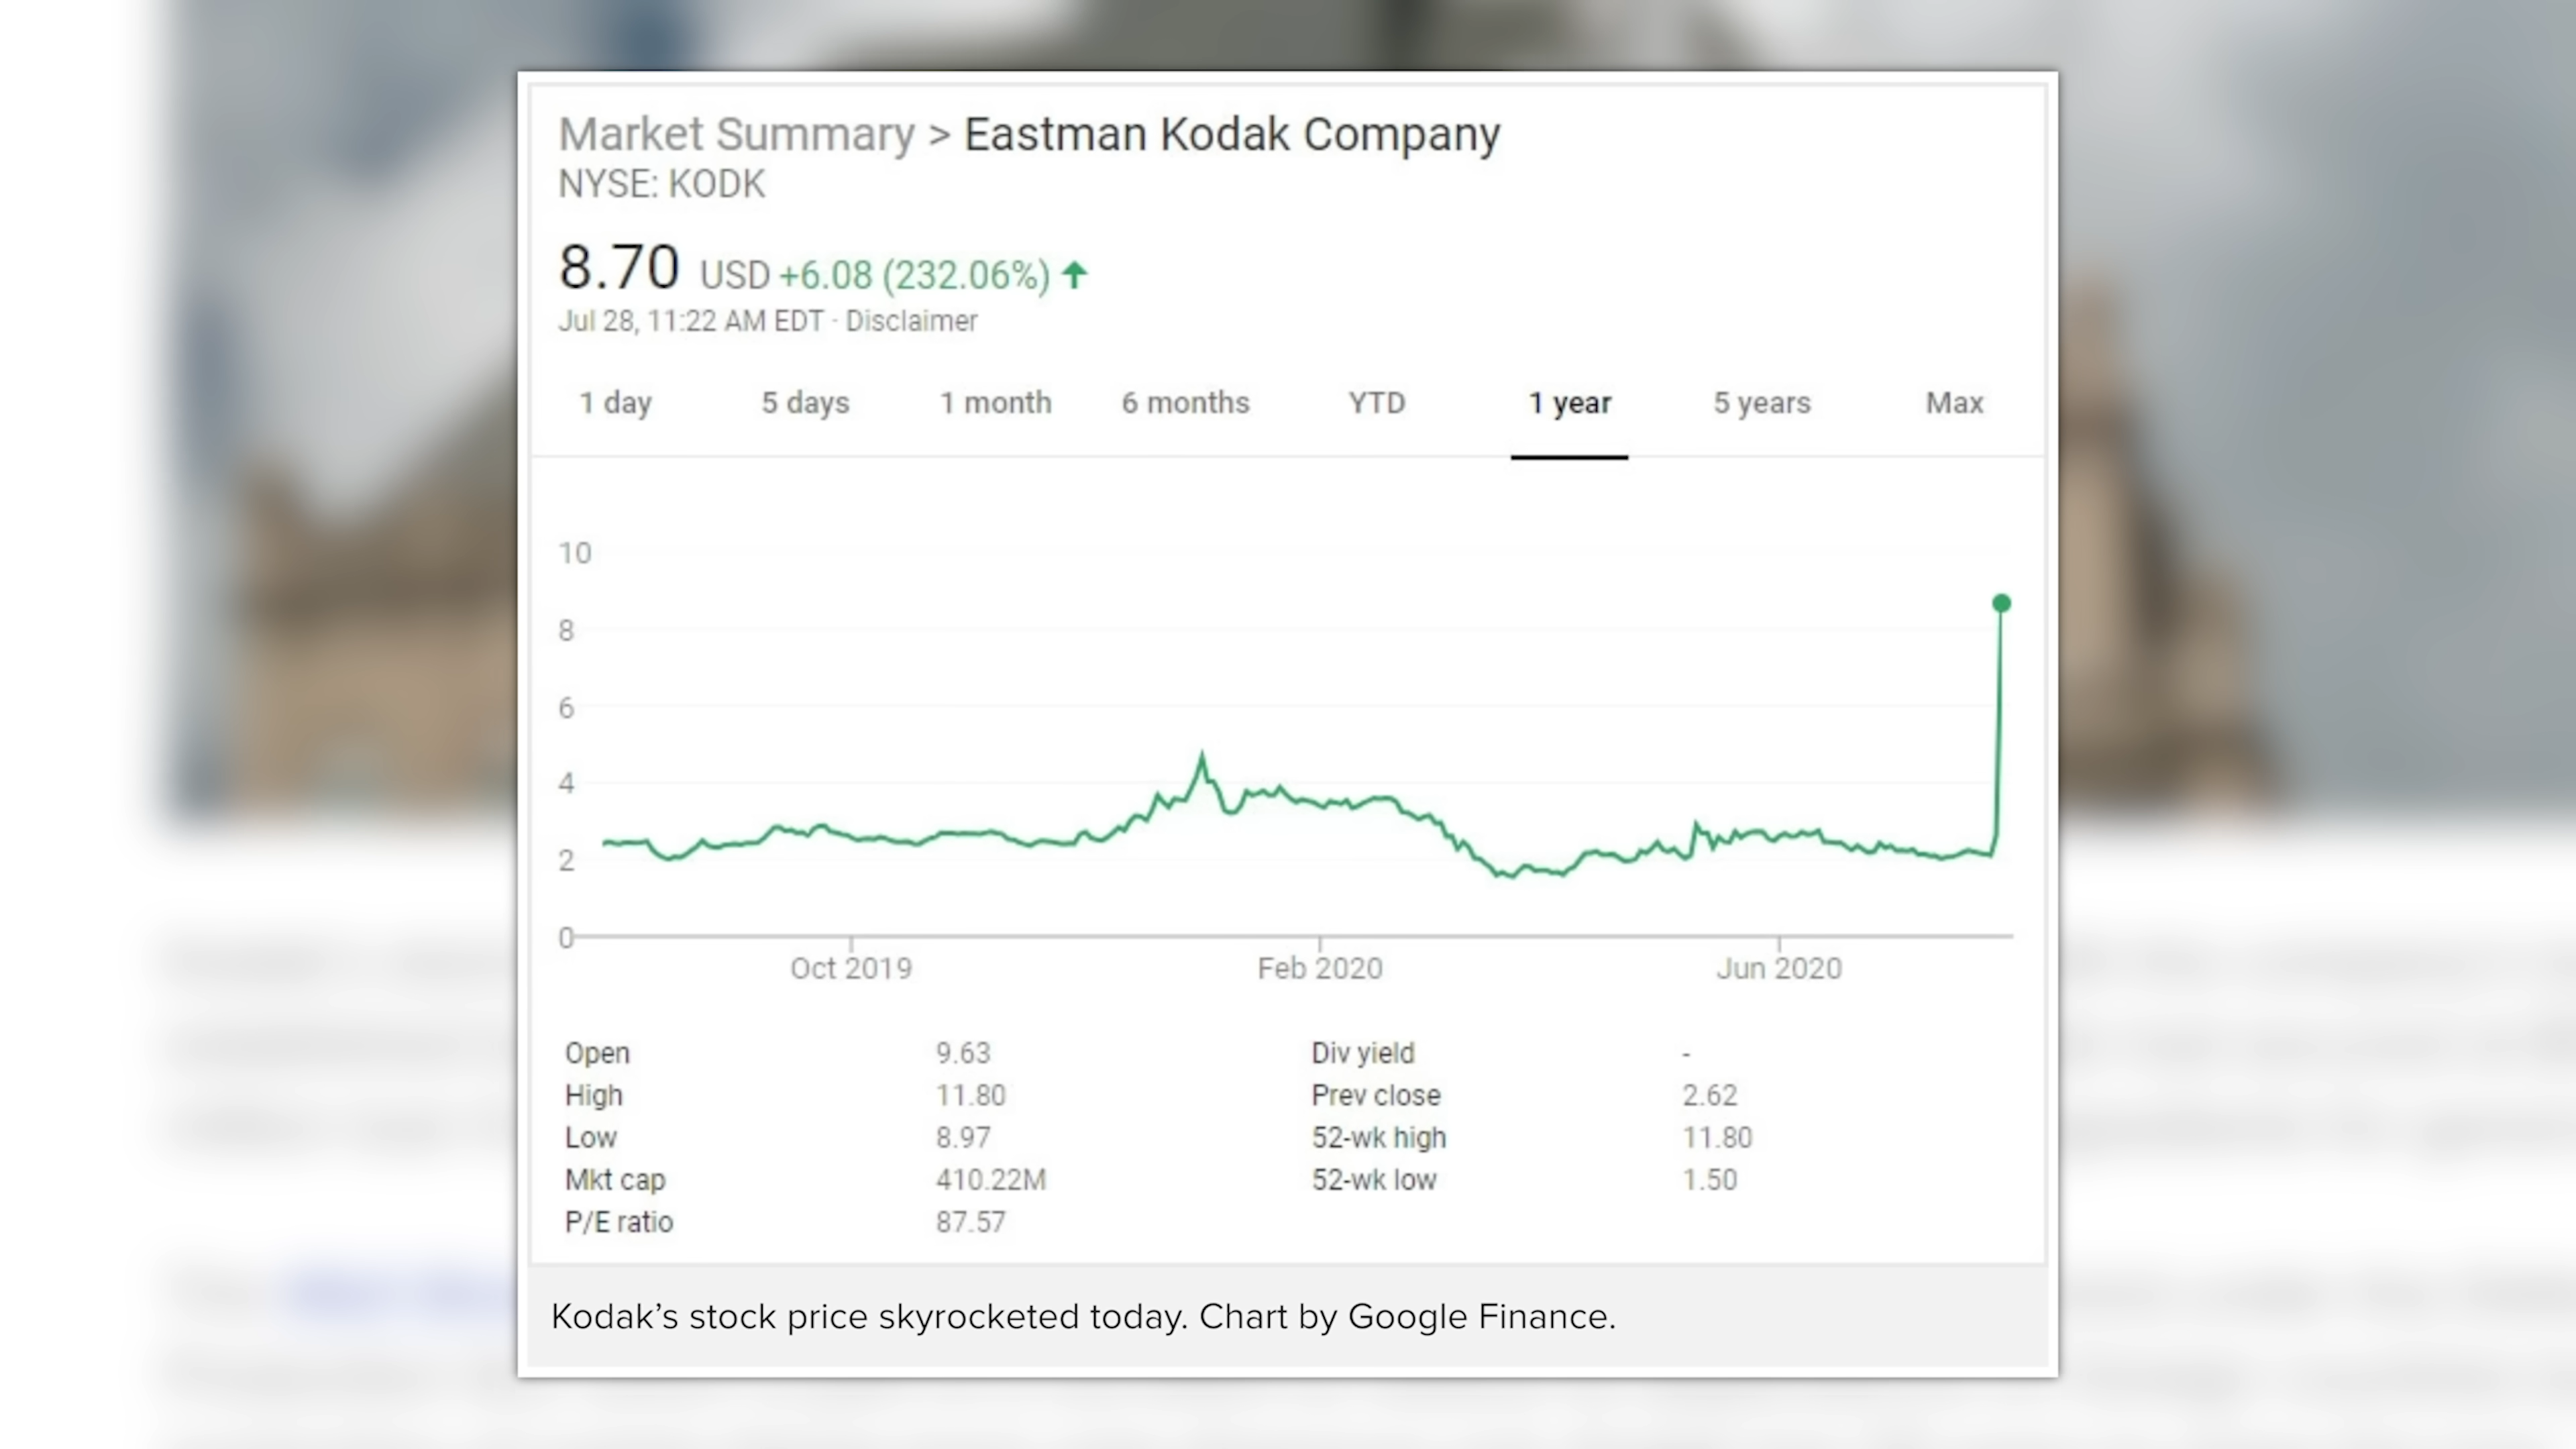 Market Summary > Eastman Kodak Company
NYSE: KODK
8.70 USD +6.08 (232.06%)
Jul 28, 11:22 AM EDT · Disclaimer
1 day 5 days 1 month 6 months YTD 1 year 5 years Max
10
8
6
4
2
0
Oct 2019 Feb 2020 Jun 2020
Open 9.63 Div yield -
High 11.80 Prev close 2.62
Low 8.97 52-wk high 11.80
Mkt cap 410.22M 52-wk low 1.50
P/E ratio 87.57
Kodak’s stock price skyrocketed today. Chart by Google Finance.